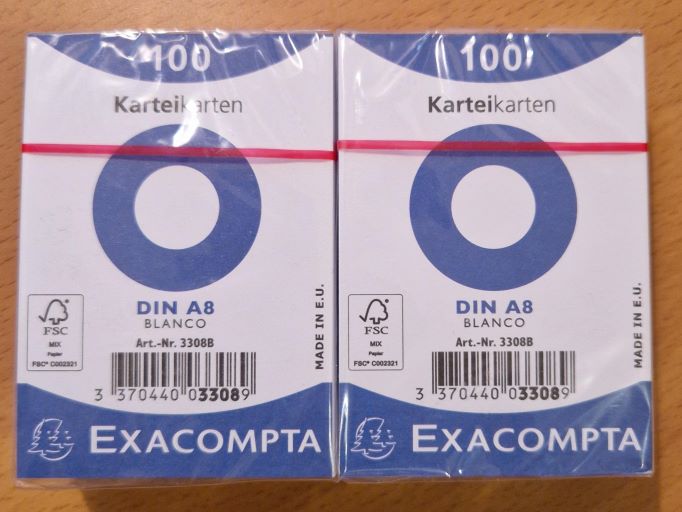 100
Karteikarten
DIN A8
BLANCO
Art.-Nr. 3308B
FSC
MIX
Papier
FSC® C002321
MADE IN E.U.
3 370440 033089
EXACOMPTA
100
Karteikarten
DIN A8
BLANCO
Art.-Nr. 3308B
FSC
MIX
Papier
FSC® C002321
MADE IN E.U.
3 370440 033089
EXACOMPTA